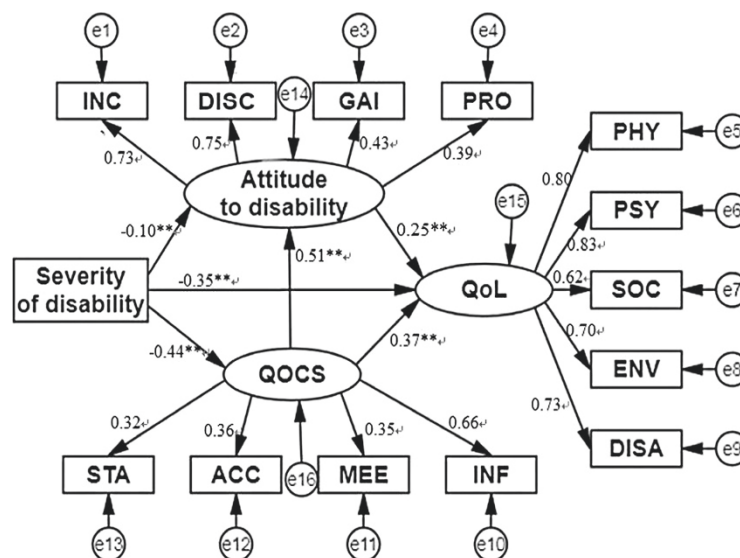 e1
e2
e3
e4
INC
DISC
e14
GAI
PRO
PHY
e5
0.73
0.75
0.43
0.39
0.80
Attitude
to disability
e15
PSY
e6
-0.10**
0.51**
0.25**
0.83
Severity
of disability
-0.35**
QoL
0.62
SOC
e7
-0.44**
0.37**
0.70
QOCS
ENV
e8
0.32
0.36
0.35
0.66
0.73
DISA
e9
STA
ACC
e16
MEE
INF
e13
e12
e11
e10